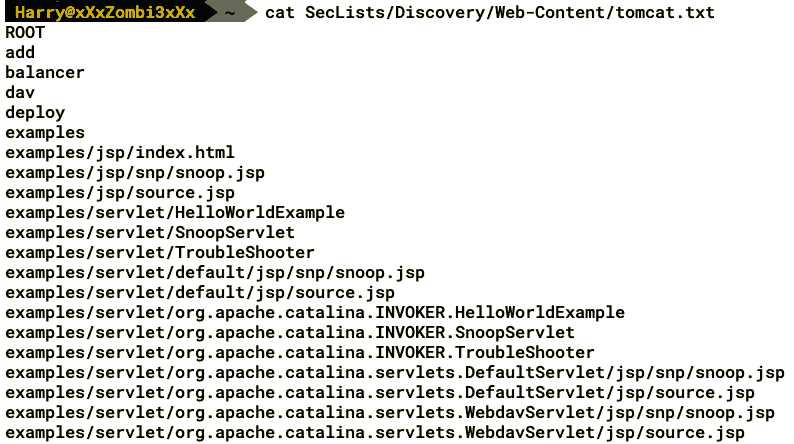 Harry@xXxZombi3xXx ~ cat SecLists/Discovery/Web-Content/tomcat.txt
ROOT
add
balancer
dav
deploy
examples
examples/jsp/index.html
examples/jsp/snp/snoop.jsp
examples/jsp/source.jsp
examples/servlet/HelloWorldExample
examples/servlet/SnoopServlet
examples/servlet/TroubleShooter
examples/servlet/default/jsp/snp/snoop.jsp
examples/servlet/default/jsp/source.jsp
examples/servlet/org.apache.catalina.INVOKER.HelloWorldExample
examples/servlet/org.apache.catalina.INVOKER.SnoopServlet
examples/servlet/org.apache.catalina.INVOKER.TroubleShooter
examples/servlet/org.apache.catalina.servlets.DefaultServlet/jsp/snp/snoop.jsp
examples/servlet/org.apache.catalina.servlets.DefaultServlet/jsp/source.jsp
examples/servlet/org.apache.catalina.servlets.WebdavServlet/jsp/snp/snoop.jsp
examples/servlet/org.apache.catalina.servlets.WebdavServlet/jsp/source.jsp